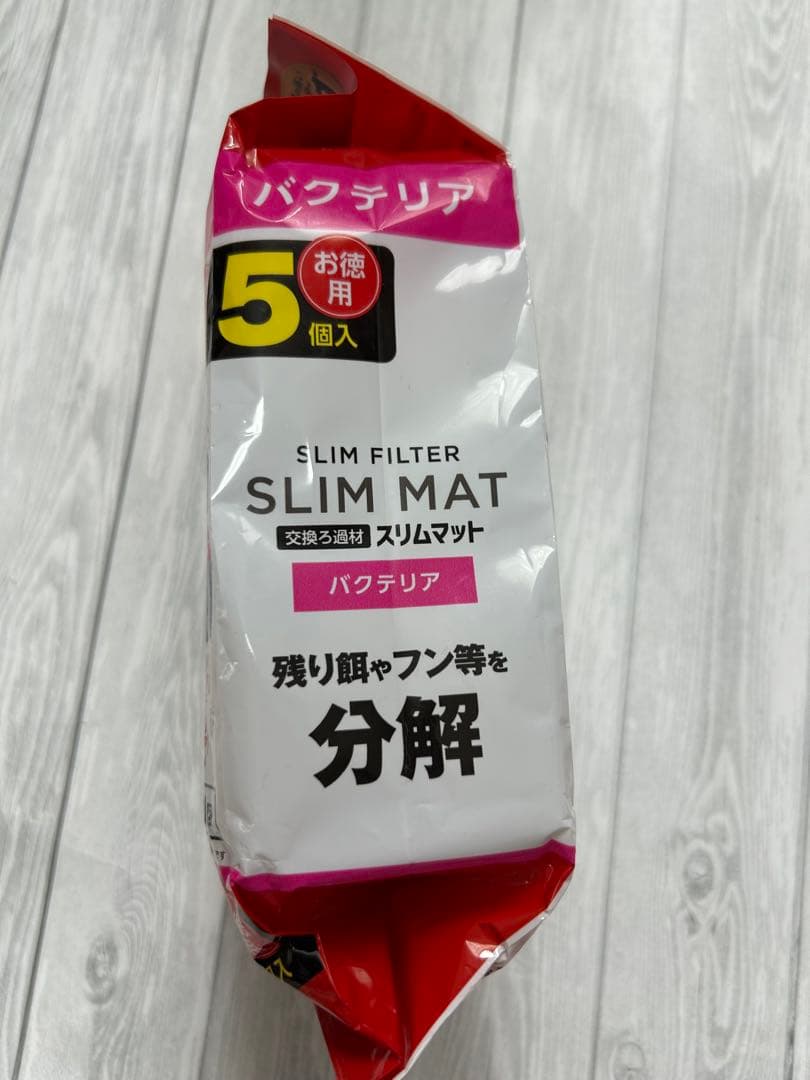 バクテリア
5個入
お徳用
SLIM FILTER
SLIM MAT
交換ろ過材 スリムマット
バクテリア
残り餌やフン等を
分解
入